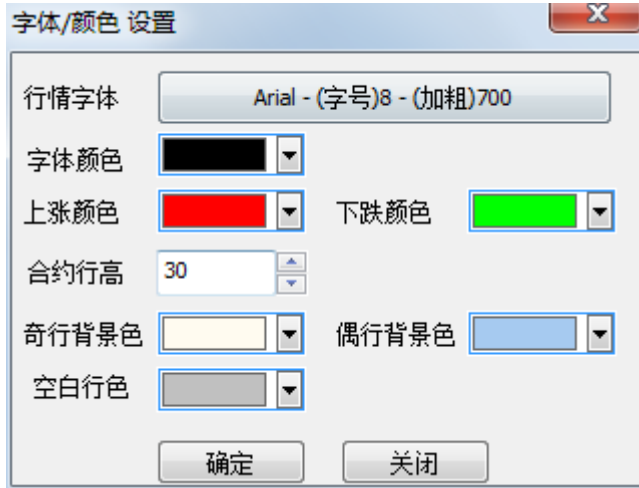 字体/颜色 设置
行情字体 Arial - (字号)8 - (加粗)700
字体颜色
上涨颜色 下跌颜色
合约行高 30
奇行背景色 偶行背景色
空白行色
确定 关闭